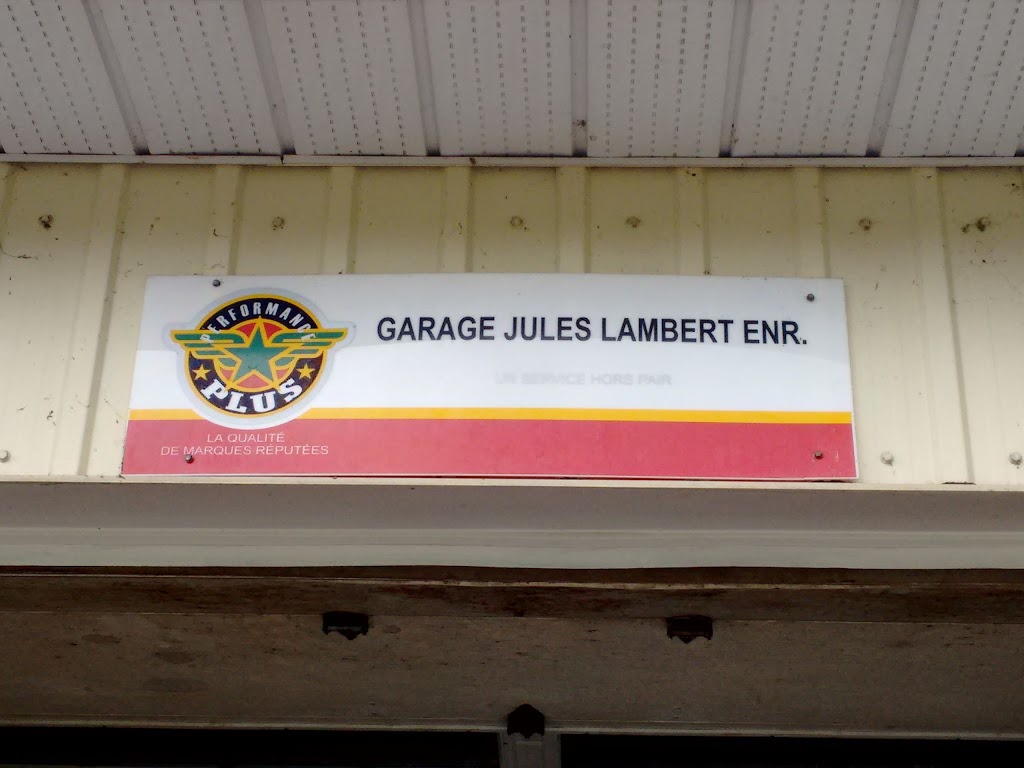 PERFORMANCE
PLUS
LA QUALITÉ
DE MARQUES RÉPUTÉES
GARAGE JULES LAMBERT ENR.
UN SERVICE HORS PAIR